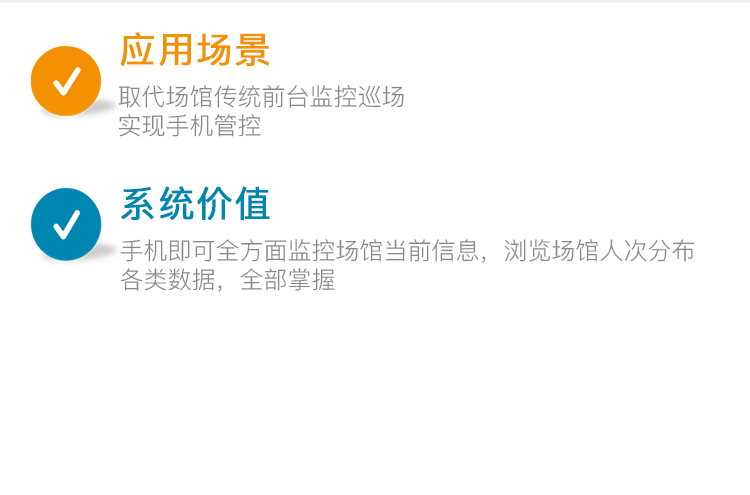 应用场景
取代场馆传统前台监控巡场
实现手机管控
系统价值
手机即可全方面监控场馆当前信息，浏览场馆人次分布
各类数据，全部掌握